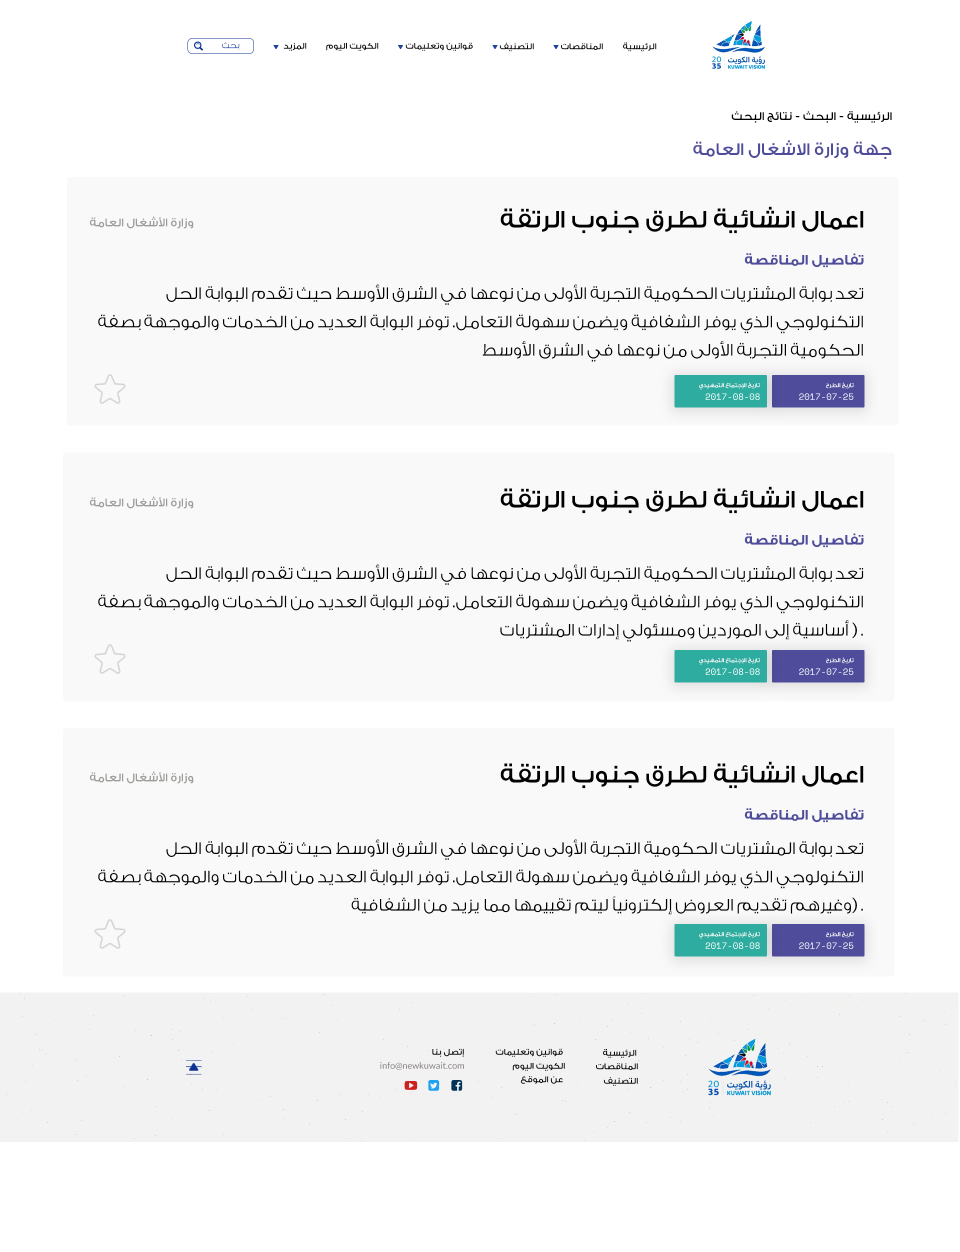 رؤية الكويت
20
35
KUWAIT VISION
الرئيسية
المناقصات
التصنيف
قوانين وتعليمات
الكويت اليوم
المزيد
بحث
الرئيسية - البحث - نتائج البحث
جهة وزارة الاشغال العامة
اعمال انشائية لطرق جنوب الرتقة
وزارة الأشغال العامة
تفاصيل المناقصة
تعد بوابة المشتريات الحكومية التجربة الأولى من نوعها في الشرق الأوسط حيث تقدم البوابة الحل
التكنولوجي الذي يوفر الشفافية ويضمن سهولة التعامل. توفر البوابة العديد من الخدمات والموجهة بصفة
الحكومية التجربة الأولى من نوعها في الشرق الأوسط
تاريخ الطرح
2017-07-25
تاريخ الإجتماع التمهيدي
2017-08-08
اعمال انشائية لطرق جنوب الرتقة
وزارة الأشغال العامة
تفاصيل المناقصة
تعد بوابة المشتريات الحكومية التجربة الأولى من نوعها في الشرق الأوسط حيث تقدم البوابة الحل
التكنولوجي الذي يوفر الشفافية ويضمن سهولة التعامل. توفر البوابة العديد من الخدمات والموجهة بصفة
. ( أساسية إلى الموردين ومسئولي إدارات المشتريات
تاريخ الطرح
2017-07-25
تاريخ الإجتماع التمهيدي
2017-08-08
اعمال انشائية لطرق جنوب الرتقة
وزارة الأشغال العامة
تفاصيل المناقصة
تعد بوابة المشتريات الحكومية التجربة الأولى من نوعها في الشرق الأوسط حيث تقدم البوابة الحل
التكنولوجي الذي يوفر الشفافية ويضمن سهولة التعامل. توفر البوابة العديد من الخدمات والموجهة بصفة
. (وغيرهم تقديم العروض إلكترونياً ليتم تقييمها مما يزيد من الشفافية
تاريخ الطرح
2017-07-25
تاريخ الإجتماع التمهيدي
2017-08-08
رؤية الكويت
20
35
KUWAIT VISION
الرئيسية
المناقصات
التصنيف
قوانين وتعليمات
الكويت اليوم
عن الموقع
إتصل بنا
info@newkuwait.com